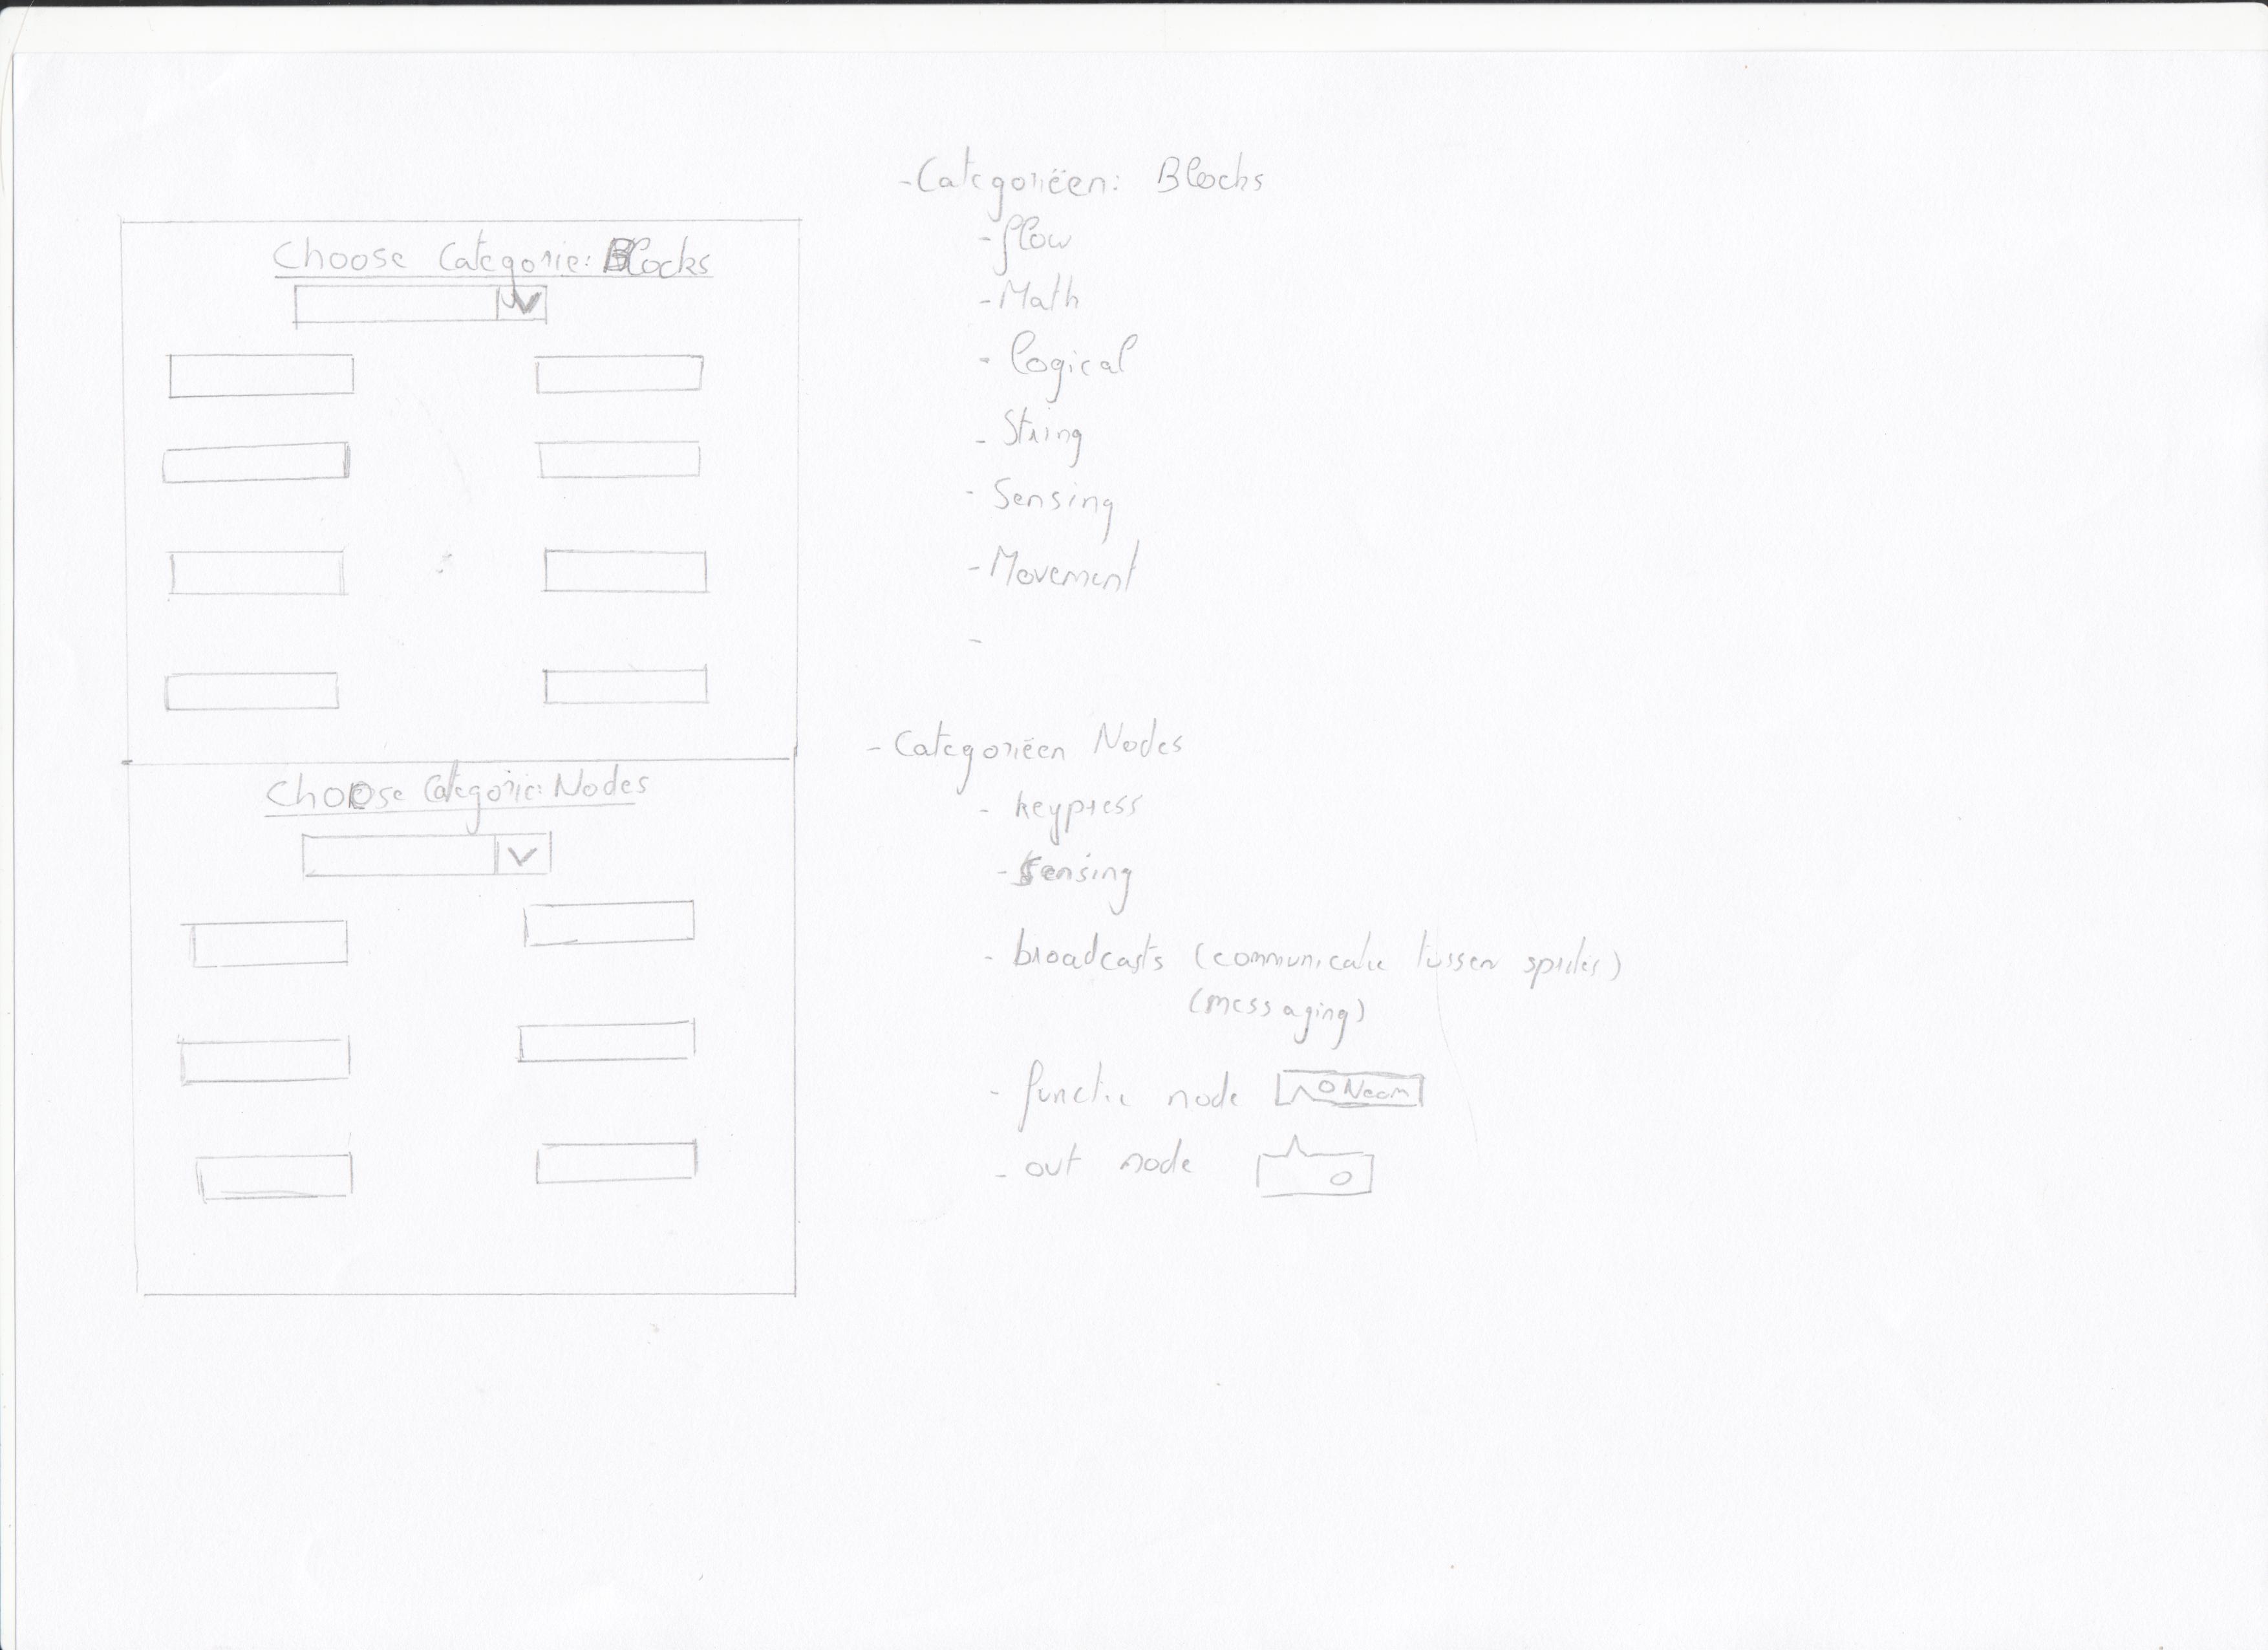 Choose Categorie: Blocks
Choose Categorie: Nodes
- Categorieën: Blocks
- flow
- Math
- Logical
- String
- Sensing
- Movement
-
- Categorieën Nodes
- keypress
- Sensing
- broadcasts (communicatie tussen sprites)
(messaging)
- functie node Naam
- out node